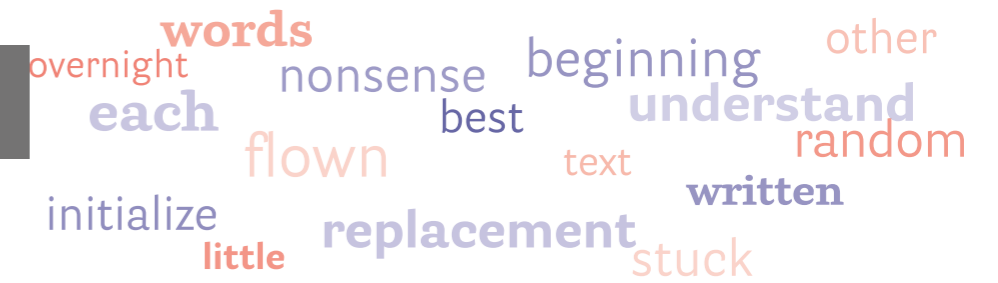 words
other
overnight
nonsense
beginning
each
best
understand
flown
text
random
initialize
written
little
replacement
stuck